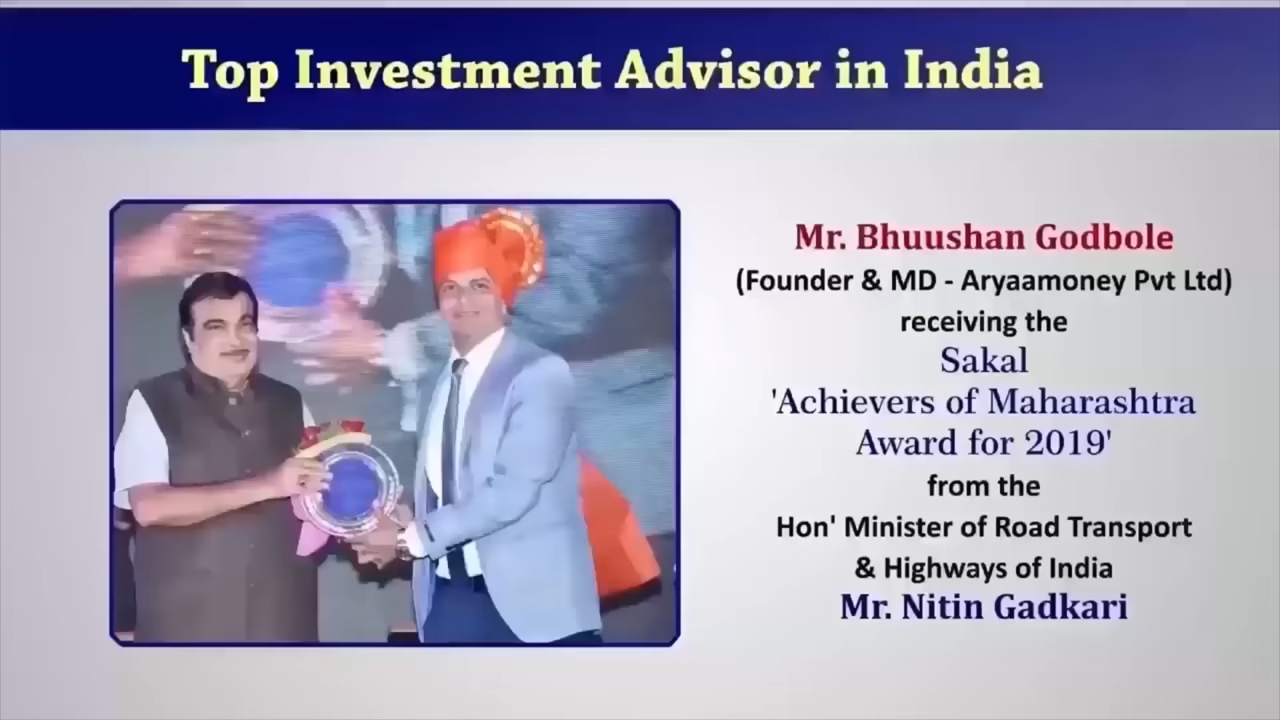 Top Investment Advisor in India
Mr. Bhuushan Godbole
(Founder & MD - Aryaamoney Pvt Ltd)
receiving the
Sakal
'Achievers of Maharashtra
Award for 2019'
from the
Hon' Minister of Road Transport
& Highways of India
Mr. Nitin Gadkari